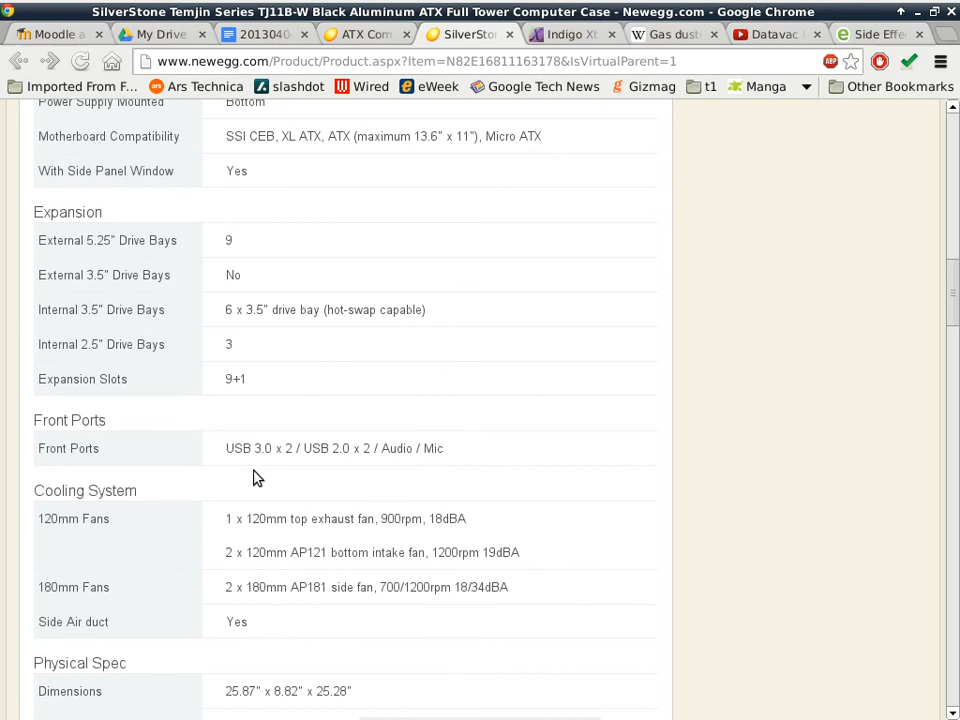 SilverStone Temjin Series TJ11B-W Black Aluminum ATX Full Tower Computer Case - Newegg.com - Google Chrome
Moodle a
My Drive
2013040
ATX Com
SilverSto
Indigo Xt
Gas dust
Datavac
Side Effe
www.newegg.com/Product/Product.aspx?Item=N82E16811163178&IsVirtualParent=1
ABP
Imported From F...
Ars Technica
slashdot
Wired
eWeek
Google Tech News
Gizmag
t1
Manga
Other Bookmarks
Power Supply Mounted Bottom
Motherboard Compatibility SSI CEB, XL ATX, ATX (maximum 13.6" x 11"), Micro ATX
With Side Panel Window Yes
Expansion
External 5.25" Drive Bays 9
External 3.5" Drive Bays No
Internal 3.5" Drive Bays 6 x 3.5" drive bay (hot-swap capable)
Internal 2.5" Drive Bays 3
Expansion Slots 9+1
Front Ports
Front Ports USB 3.0 x 2 / USB 2.0 x 2 / Audio / Mic
Cooling System
120mm Fans 1 x 120mm top exhaust fan, 900rpm, 18dBA
2 x 120mm AP121 bottom intake fan, 1200rpm 19dBA
180mm Fans 2 x 180mm AP181 side fan, 700/1200rpm 18/34dBA
Side Air duct Yes
Physical Spec
Dimensions 25.87" x 8.82" x 25.28"